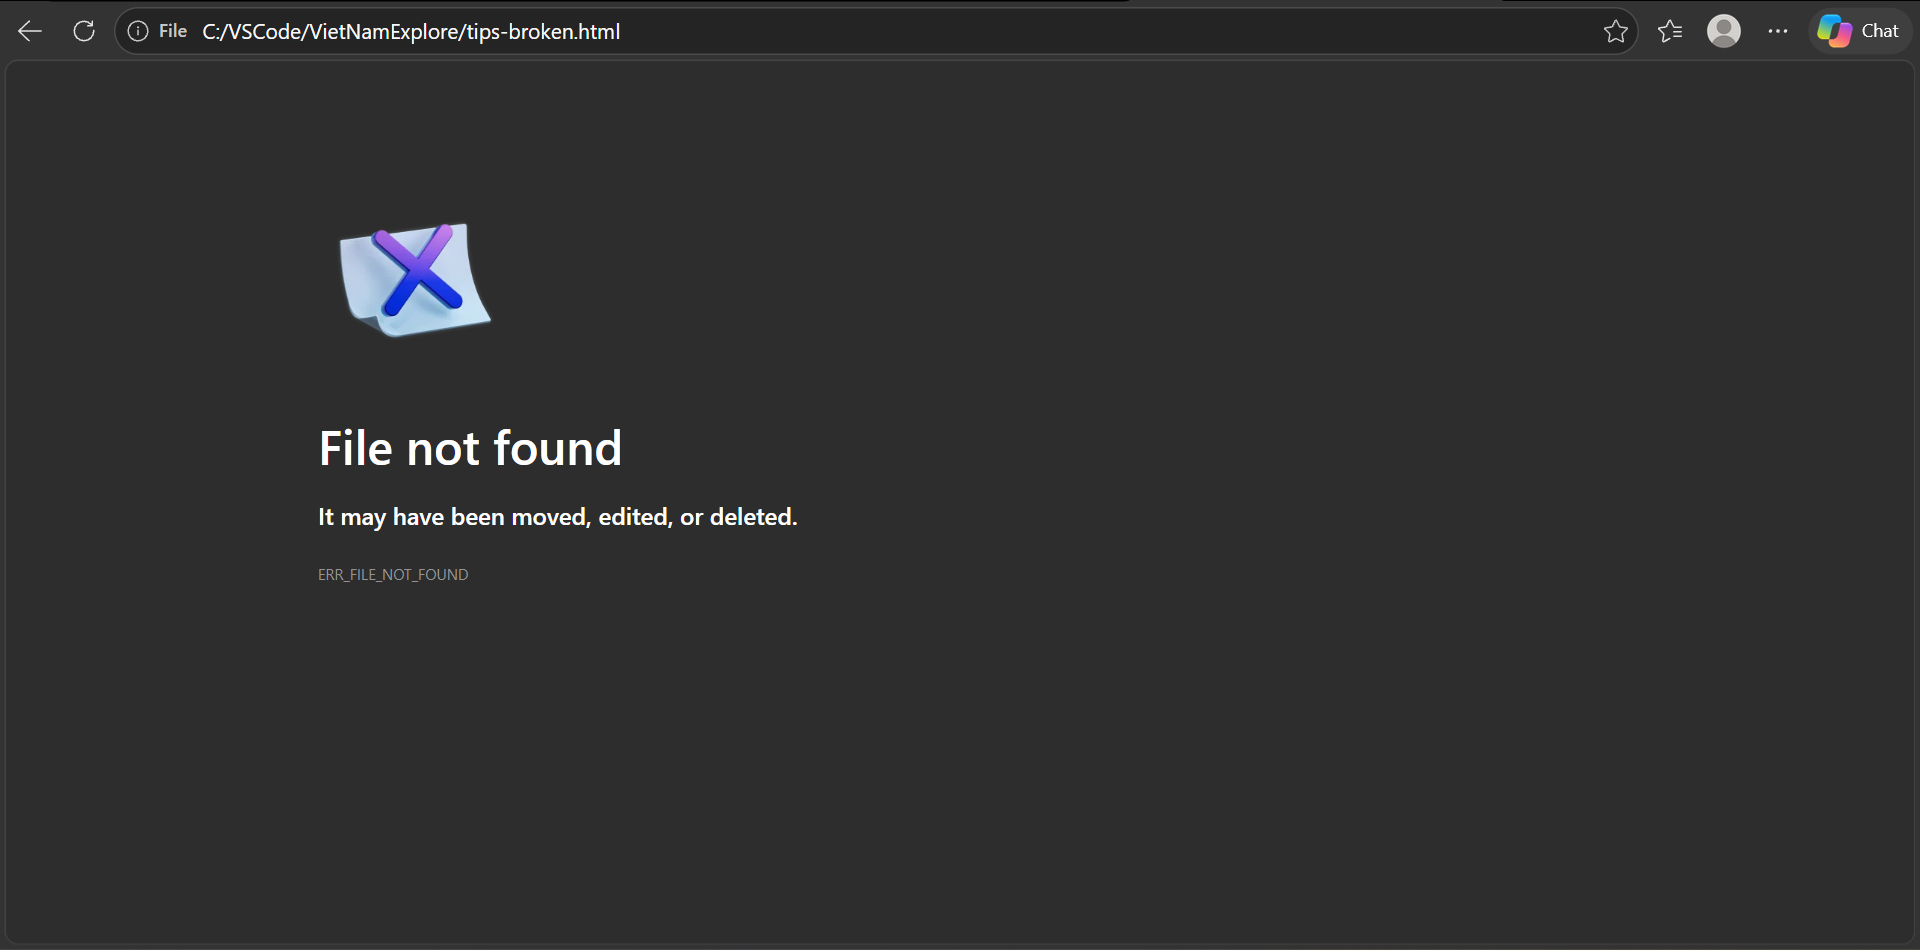 File C:/VSCode/VietNamExplore/tips-broken.html Chat
File not found
It may have been moved, edited, or deleted.
ERR_FILE_NOT_FOUND